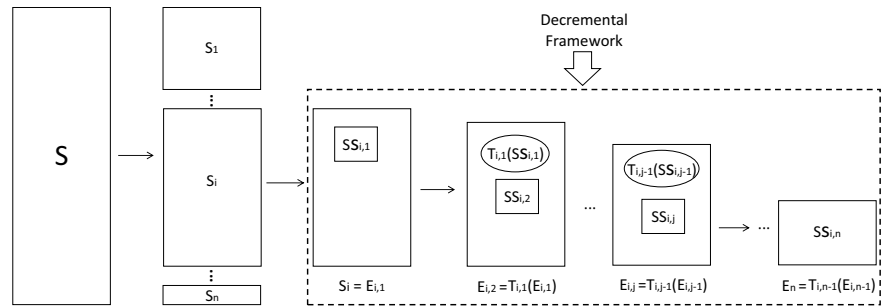 Decremental
Framework
S
S1
Si
Sn
SSi,1
Ti,1(SSi,1)
SSi,2
...
Ti,j-1(SSi,j-1)
SSi,j
...
SSi,n
Si = Ei,1
Ei,2 =Ti,1(Ei,1)
Ei,j=Ti,j-1(Ei,j-1)
En =Ti,n-1(Ei,n-1)